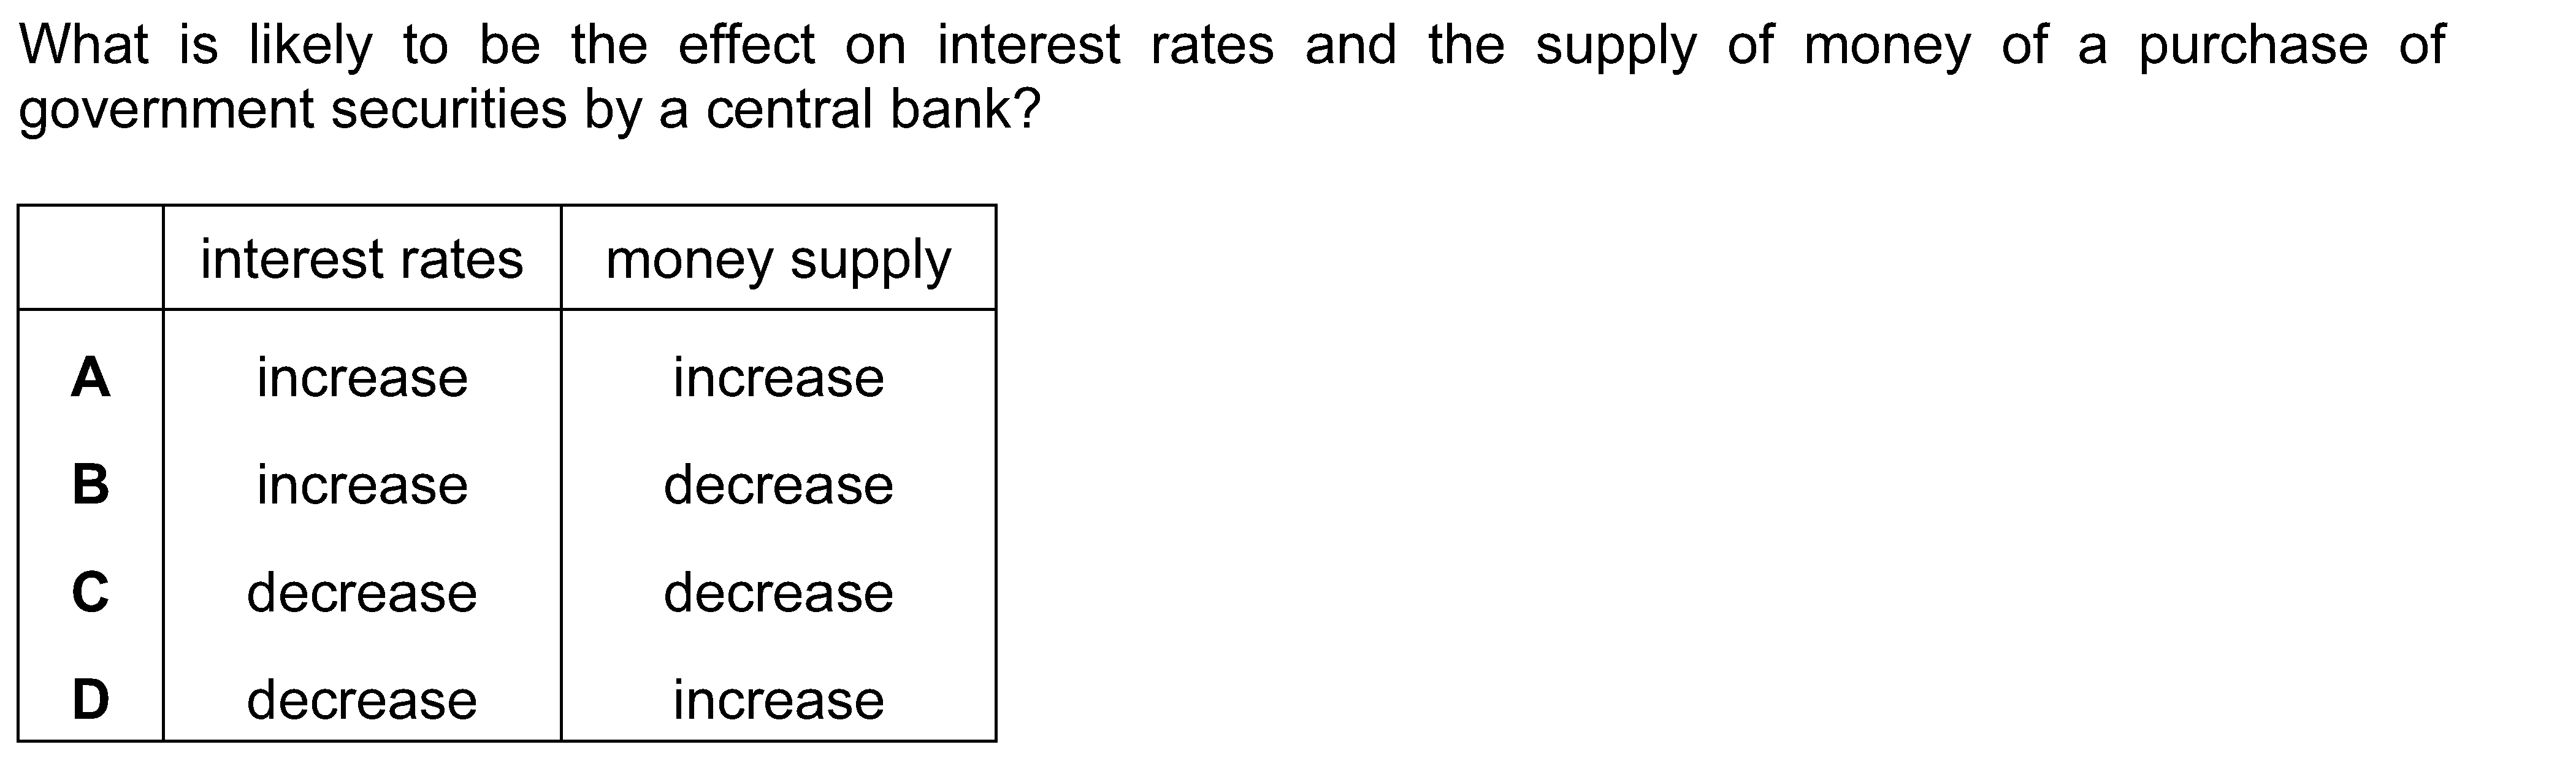 What is likely to be the effect on interest rates and the supply of money of a purchase of
government securities by a central bank?
interest rates money supply
A increase increase
B increase decrease
C decrease decrease
D decrease increase